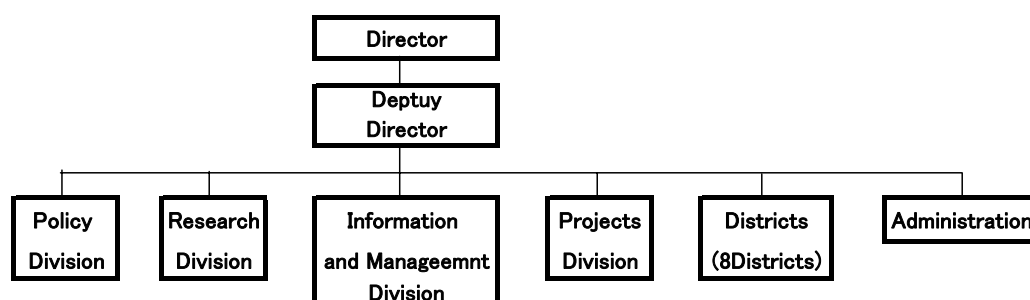 Director
Deptuy
Director
Policy
Division
Research
Division
Information
and Manageemnt
Division
Projects
Division
Districts
(8Districts)
Administration